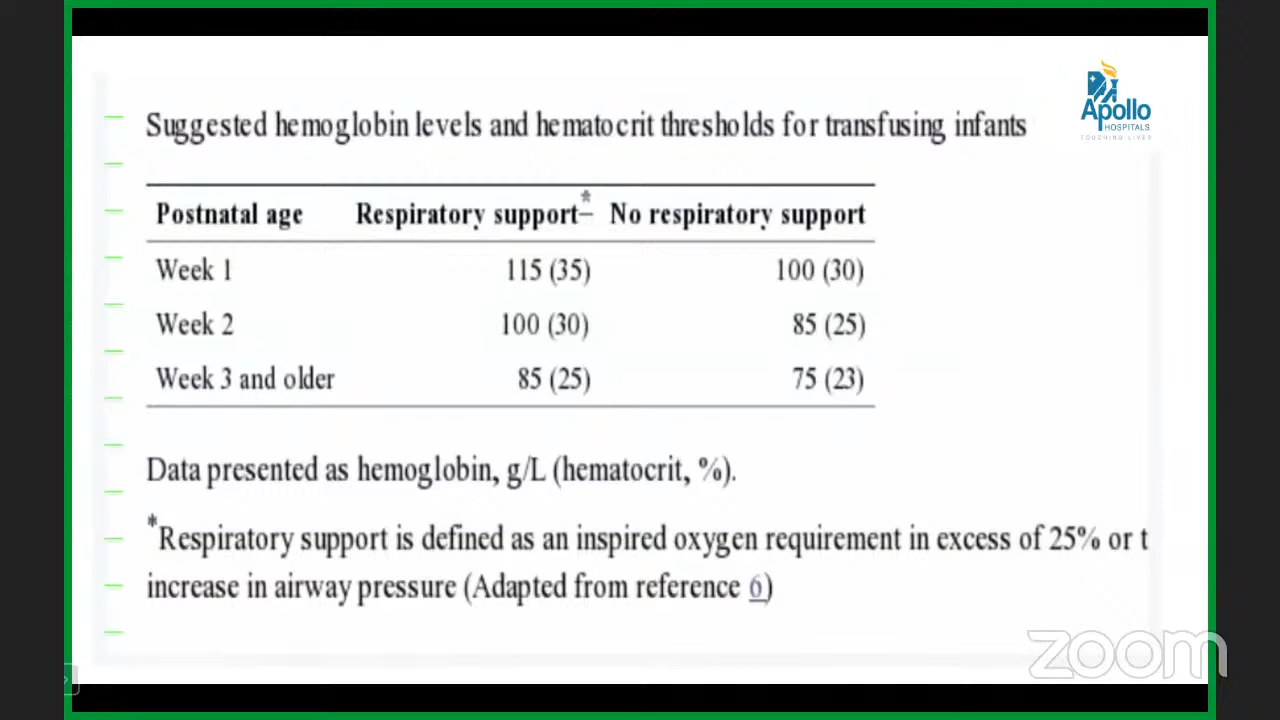 Apollo
HOSPITALS
TOUCHING LIVES
Suggested hemoglobin levels and hematocrit thresholds for transfusing infants
Postnatal age Respiratory support* No respiratory support
Week 1 115 (35) 100 (30)
Week 2 100 (30) 85 (25)
Week 3 and older 85 (25) 75 (23)
Data presented as hemoglobin, g/L (hematocrit, %).
*Respiratory support is defined as an inspired oxygen requirement in excess of 25% or t
increase in airway pressure (Adapted from reference 6)
zoom